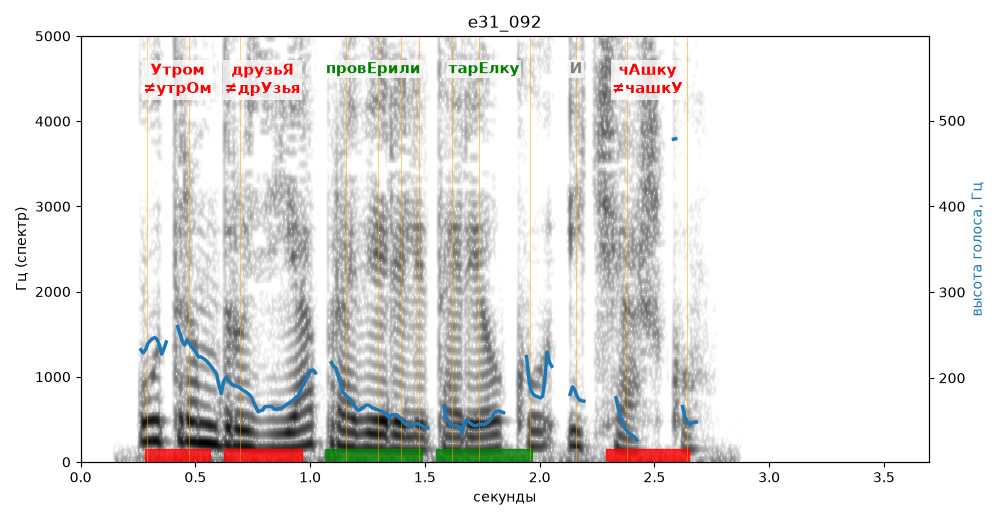 e31_092
5000
4000
3000
2000
1000
0
Гц (спектр)
Утром
≠утрОм
друзьЯ
≠дрУзья
провЕрили
тарЕлку
И
чАшку
≠чашкУ
500
400
300
200
высота голоса, Гц
0.0 0.5 1.0 1.5 2.0 2.5 3.0 3.5
секунды